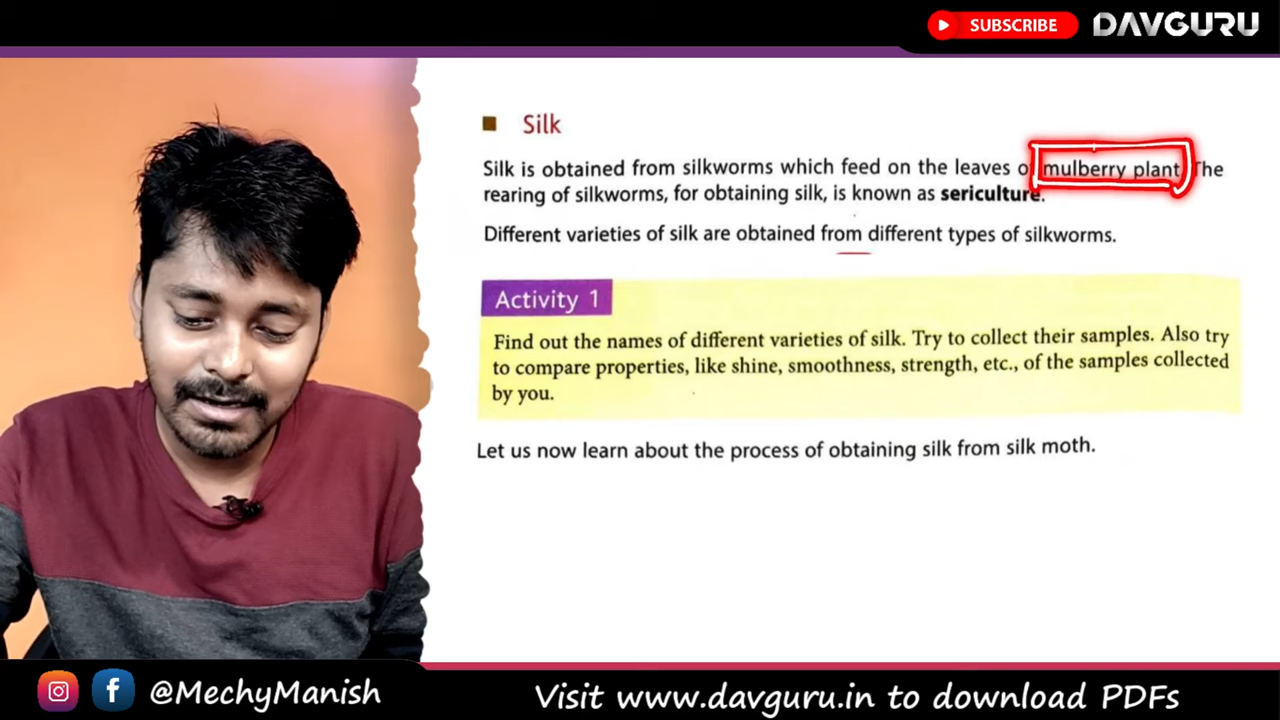 SUBSCRIBE DAVGURU
Silk
Silk is obtained from silkworms which feed on the leaves of mulberry plant. The
rearing of silkworms, for obtaining silk, is known as sericulture.
Different varieties of silk are obtained from different types of silkworms.
Activity 1
Find out the names of different varieties of silk. Try to collect their samples. Also try
to compare properties, like shine, smoothness, strength, etc., of the samples collected
by you.
Let us now learn about the process of obtaining silk from silk moth.
@MechyManish
Visit www.davguru.in to download PDFs